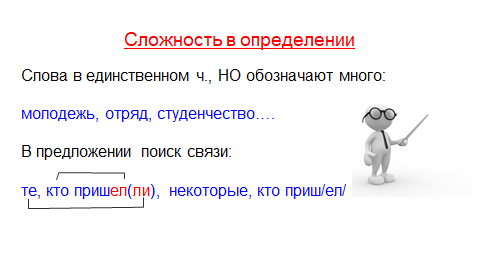 Сложность в определении
Слова в единственном ч., НО обозначают много:
молодежь, отряд, студенчество….
В предложении поиск связи:
те, кто пришел(ли), некоторые, кто приш/ел/